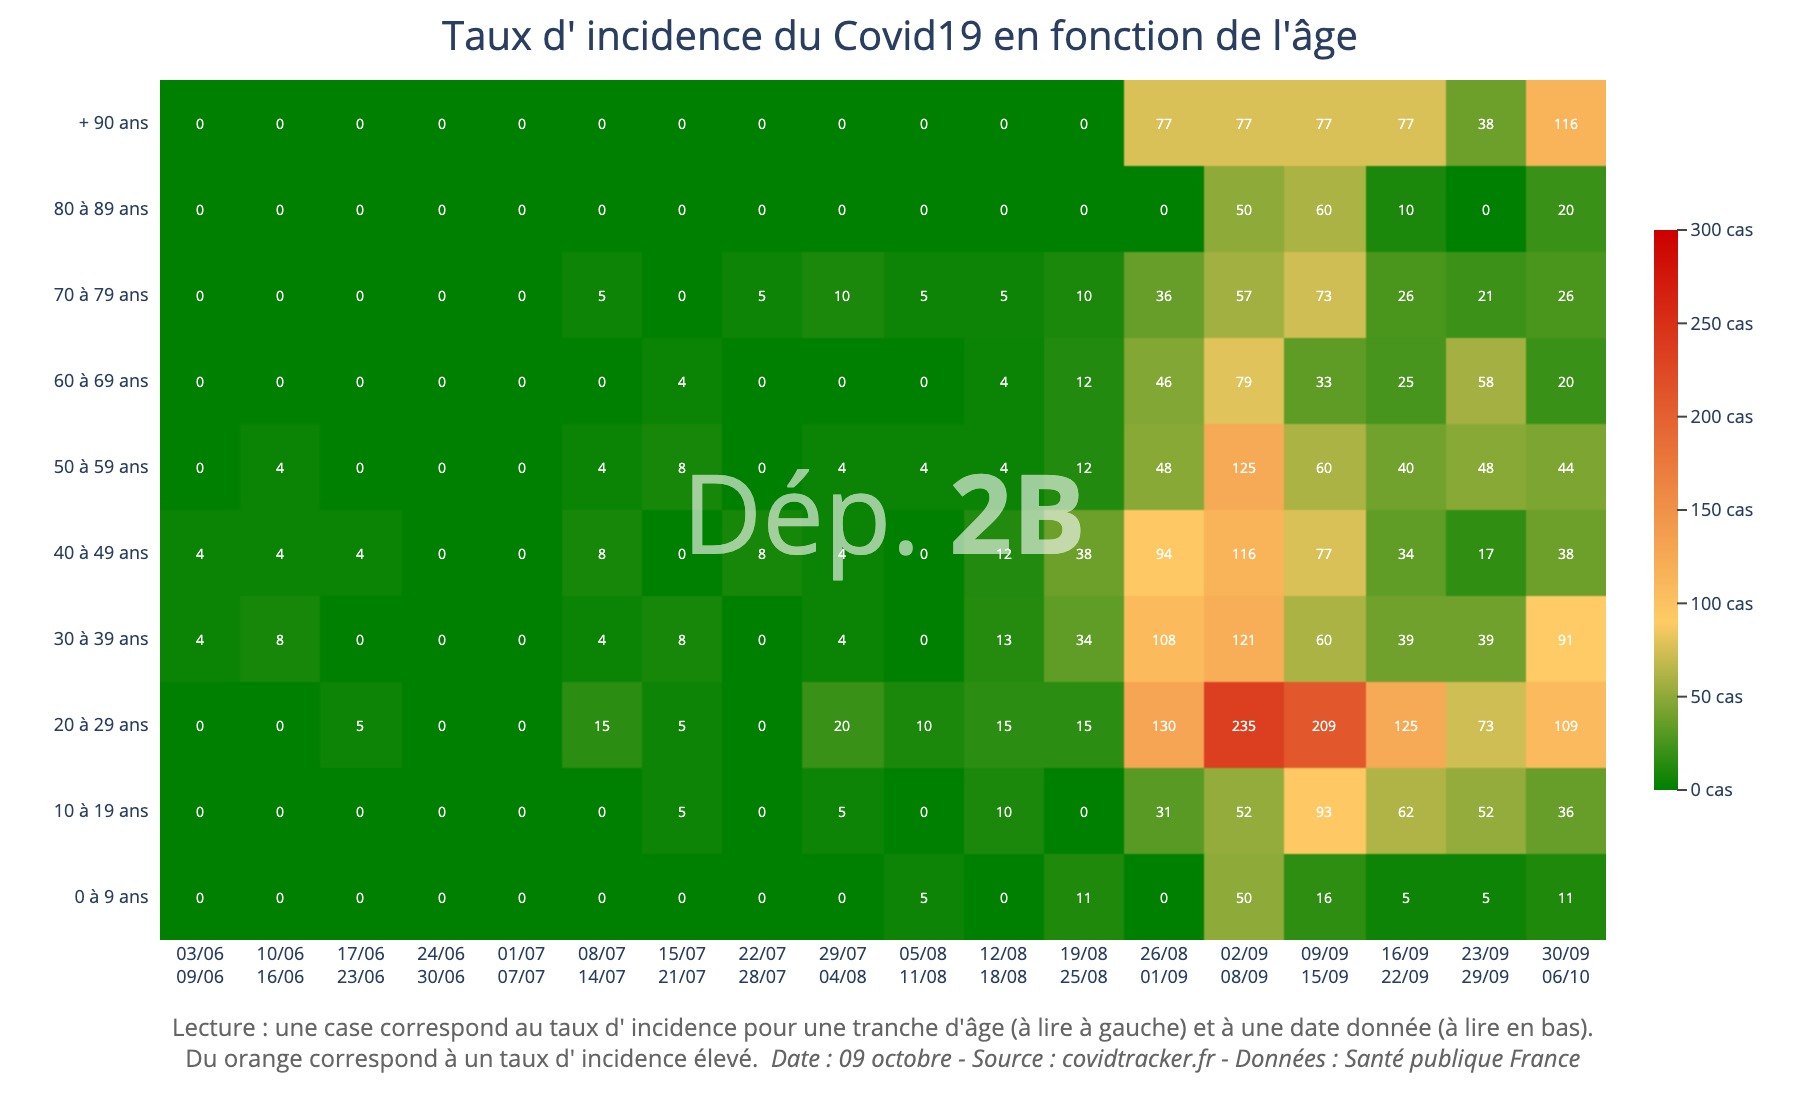 Taux d' incidence du Covid19 en fonction de l'âge
+ 90 ans 0 0 0 0 0 0 0 0 0 0 0 0 77 77 77 77 38 116
80 à 89 ans 0 0 0 0 0 0 0 0 0 0 0 0 0 50 60 10 0 20
70 à 79 ans 0 0 0 0 0 5 0 5 10 5 5 10 36 57 73 26 21 26
60 à 69 ans 0 0 0 0 0 0 4 0 0 0 4 12 46 79 33 25 58 20
50 à 59 ans 0 4 0 0 0 4 8 0 4 4 4 12 48 125 60 40 48 44
Dép. 2B
40 à 49 ans 4 4 4 0 0 8 0 8 4 0 12 38 94 116 77 34 17 38
30 à 39 ans 4 8 0 0 0 4 8 0 4 0 13 34 108 121 60 39 39 91
20 à 29 ans 0 0 5 0 0 15 5 0 20 10 15 15 130 235 209 125 73 109
10 à 19 ans 0 0 0 0 0 0 5 0 5 0 10 0 31 52 93 62 52 36
0 à 9 ans 0 0 0 0 0 0 0 0 0 5 0 11 0 50 16 5 5 11
03/06 10/06 17/06 24/06 01/07 08/07 15/07 22/07 29/07 05/08 12/08 19/08 26/08 02/09 09/09 16/09 23/09 30/09
09/06 16/06 23/06 30/06 07/07 14/07 21/07 28/07 04/08 11/08 18/08 25/08 01/09 08/09 15/09 22/09 29/09 06/10
300 cas
250 cas
200 cas
150 cas
100 cas
50 cas
0 cas
Lecture : une case correspond au taux d' incidence pour une tranche d'âge (à lire à gauche) et à une date donnée (à lire en bas).
Du orange correspond à un taux d' incidence élevé. Date : 09 octobre - Source : covidtracker.fr - Données : Santé publique France